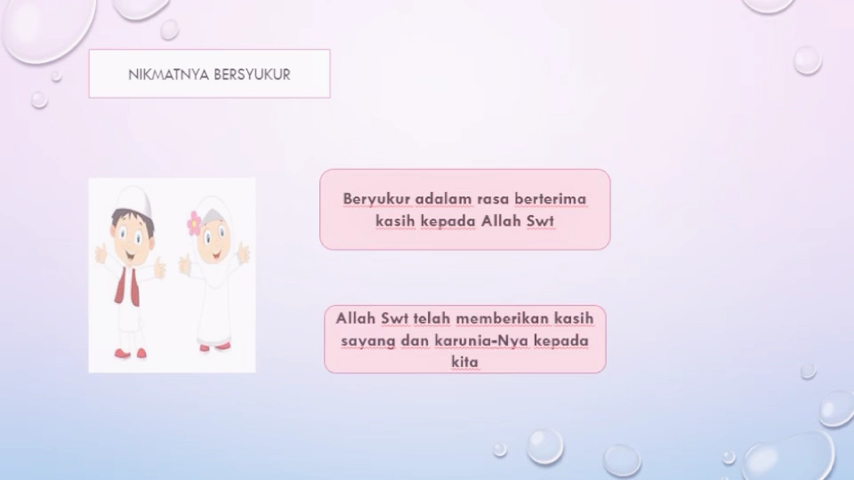 NIKMATNYA BERSYUKUR
Beryukur adalam rasa berterima
kasih kepada Allah Swt
Allah Swt telah memberikan kasih
sayang dan karunia-Nya kepada
kita